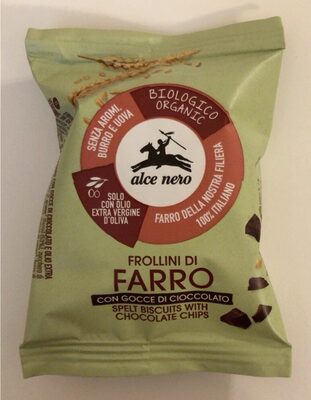 BIOLOGICO
ORGANIC
SENZA AROMI,
BURRO E UOVA
alce nero
SOLO
CON OLIO
EXTRA VERGINE
D'OLIVA
FARRO DELLA NOSTRA FILIERA
100% ITALIANO
FROLLINI DI
FARRO
CON GOCCE DI CIOCCOLATO
SPELT BISCUITS WITH
CHOCOLATE CHIPS